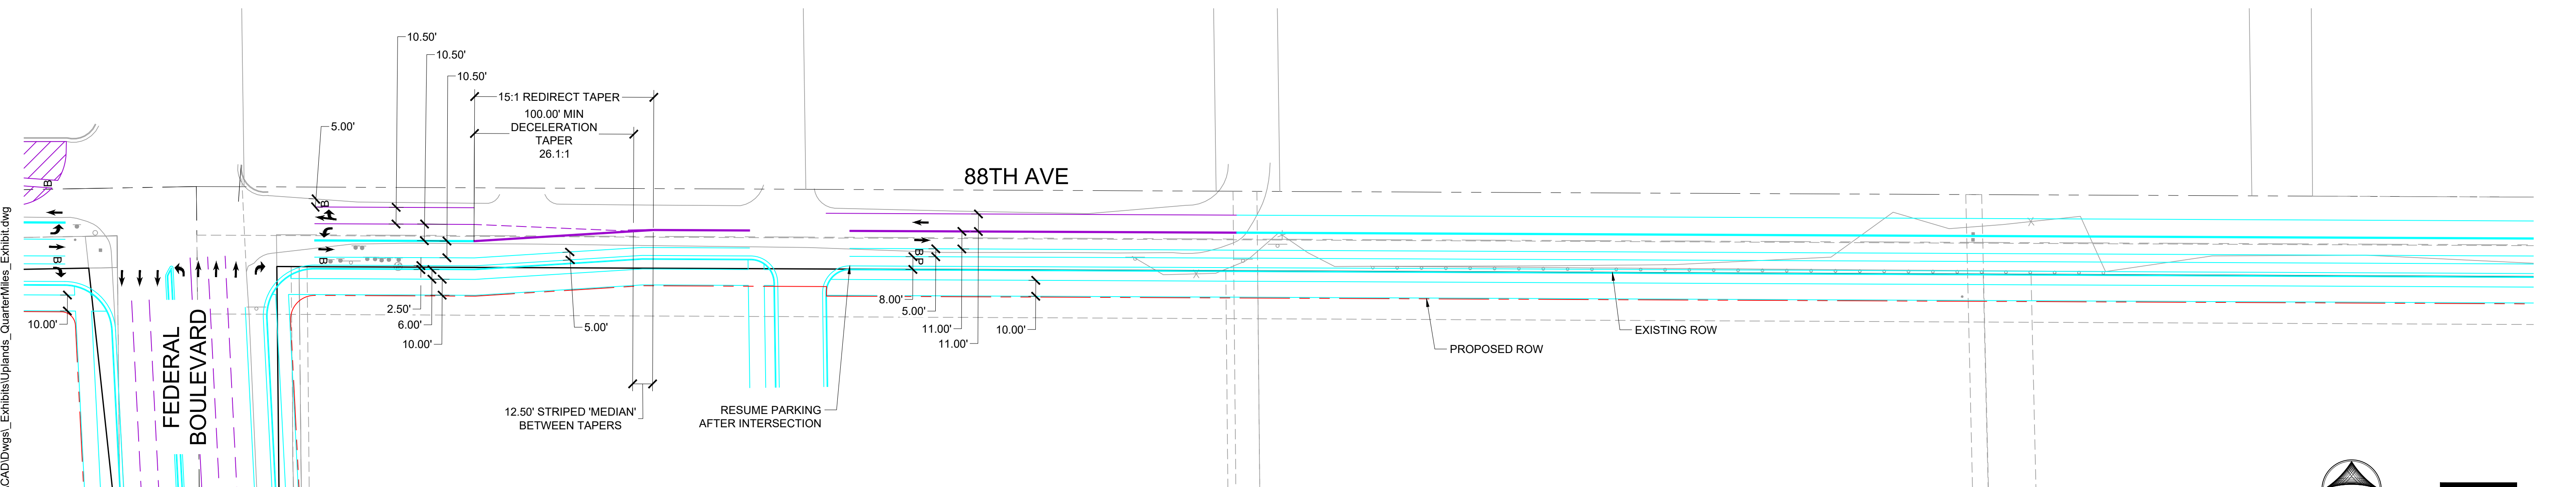 10.50'
10.50'
10.50'
15:1 REDIRECT TAPER
100.00' MIN
DECELERATION
TAPER
26.1:1
5.00'
88TH AVE
B
B
B
B
B
P
2.50'
6.00'
10.00'
5.00'
8.00'
5.00'
11.00'
11.00'
10.00'
10.00'
FEDERAL
BOULEVARD
EXISTING ROW
PROPOSED ROW
12.50' STRIPED 'MEDIAN'
BETWEEN TAPERS
RESUME PARKING
AFTER INTERSECTION
.CAD\Dwgs\_Exhibits\Uplands_QuarterMiles_Exhibit.dwg